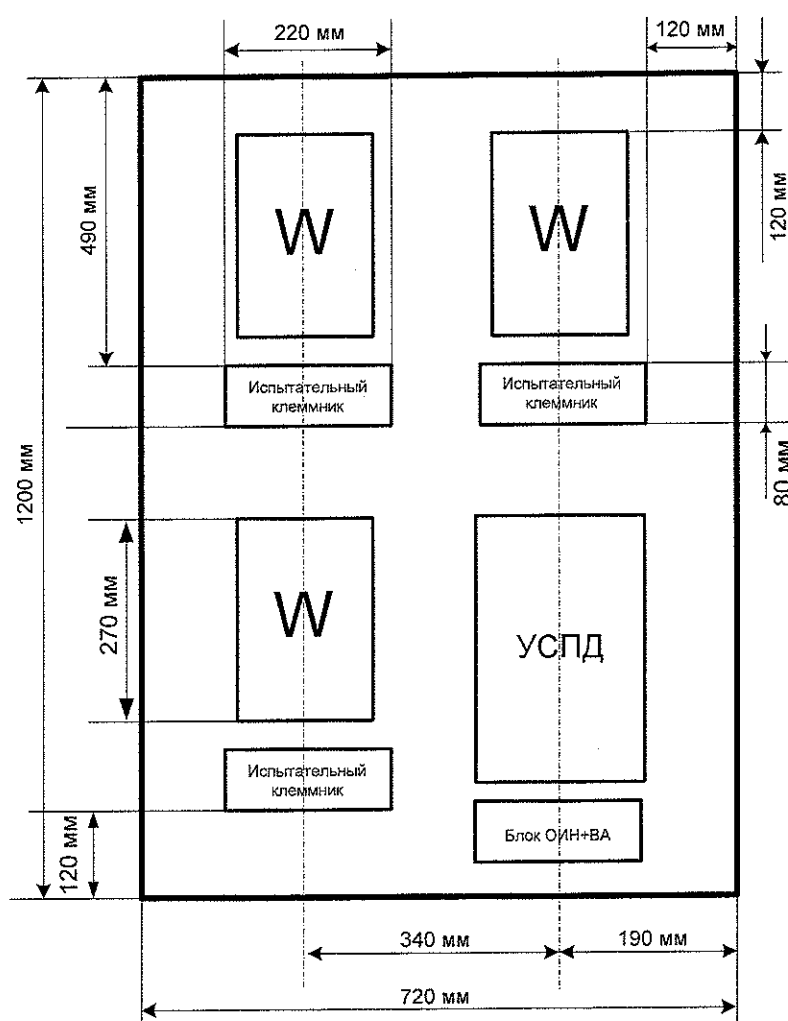 220 мм
120 мм
490 мм
1200 мм
W
W
120 мм
Испытательный
клеммник
Испытательный
клеммник
80 мм
270 мм
W
УСПД
Испытательный
клеммник
Блок ОИН+ВА
120 мм
340 мм
190 мм
720 мм